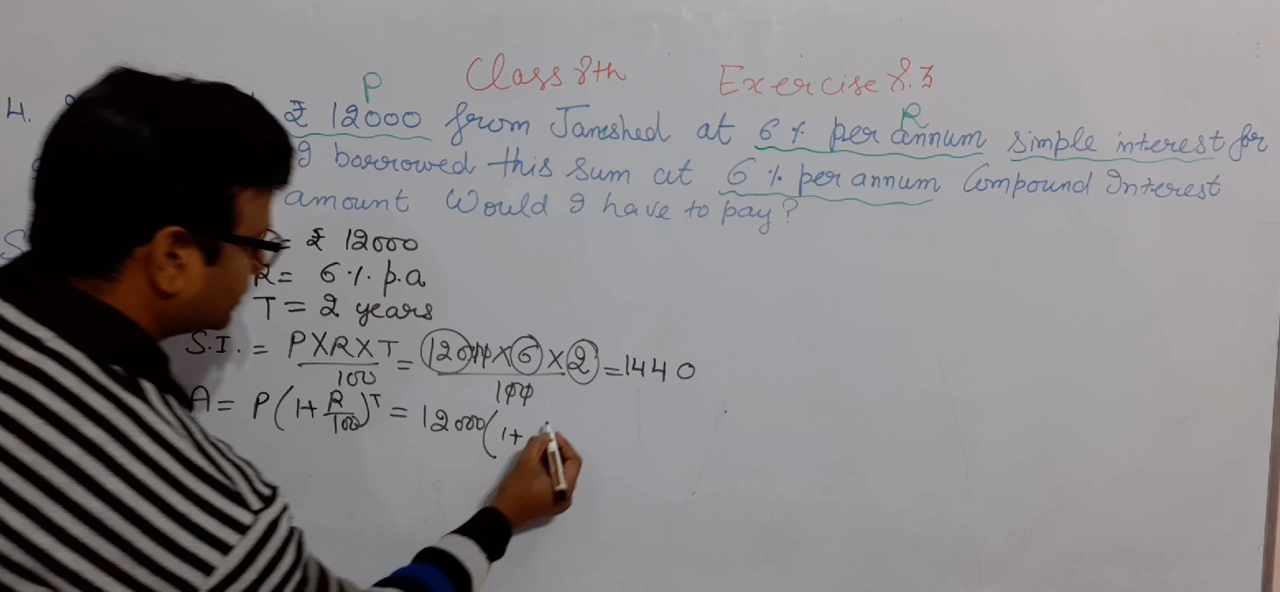 Class 8th Exercise 8.3
P
R
4. ₹ 12000 from Jamshed at 6 % per annum simple interest for
I borrowed this sum at 6 % per annum Compound Interest
amount Would I have to pay?
= ₹ 12000
R = 6 % p.a
T = 2 years
S.I. = P×R×T/100 = 12000×6×2/100 = 1440
A = P(1+R/100)^T = 12000(1+